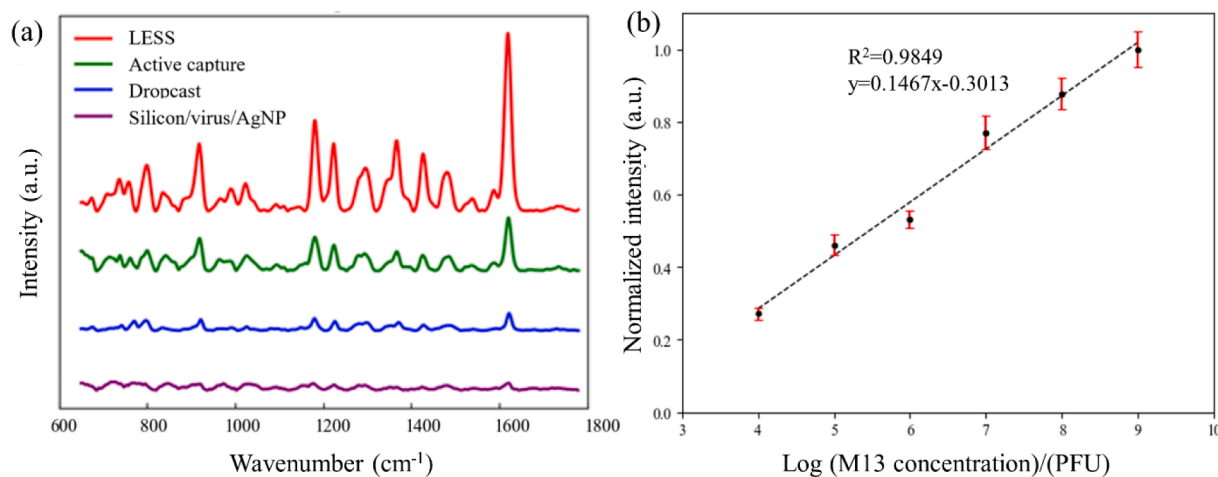 (a)
LESS
Active capture
Dropcast
Silicon/virus/AgNP
Intensity (a.u.)
600 800 1000 1200 1400 1600 1800
Wavenumber (cm-1)
(b)
R2=0.9849
y=0.1467x-0.3013
Normalized intensity (a.u.)
1.0
0.8
0.6
0.4
0.2
0.0
3 4 5 6 7 8 9 10
Log (M13 concentration)/(PFU)